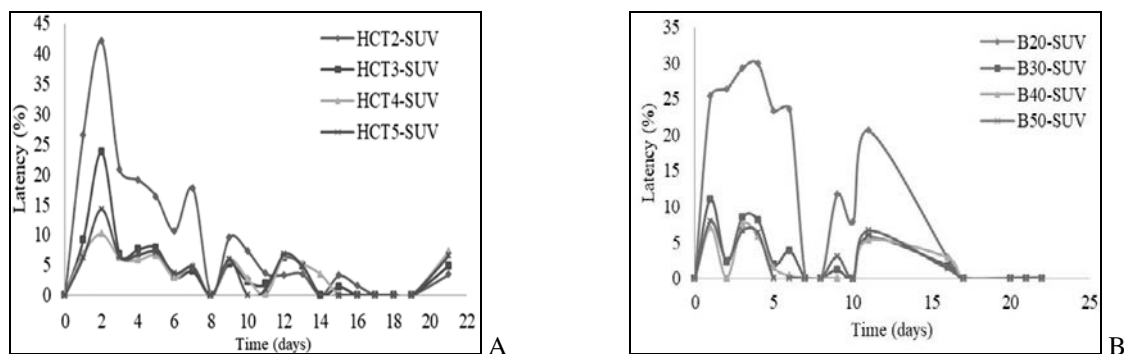 45
40
35
30
25
20
15
10
5
0
Latency (%)
HCT2-SUV
HCT3-SUV
HCT4-SUV
HCT5-SUV
0 2 4 6 8 10 12 14 16 18 20 22
Time (days)
A
35
30
25
20
15
10
5
0
Latency (%)
B20-SUV
B30-SUV
B40-SUV
B50-SUV
0 5 10 15 20 25
Time (days)
B